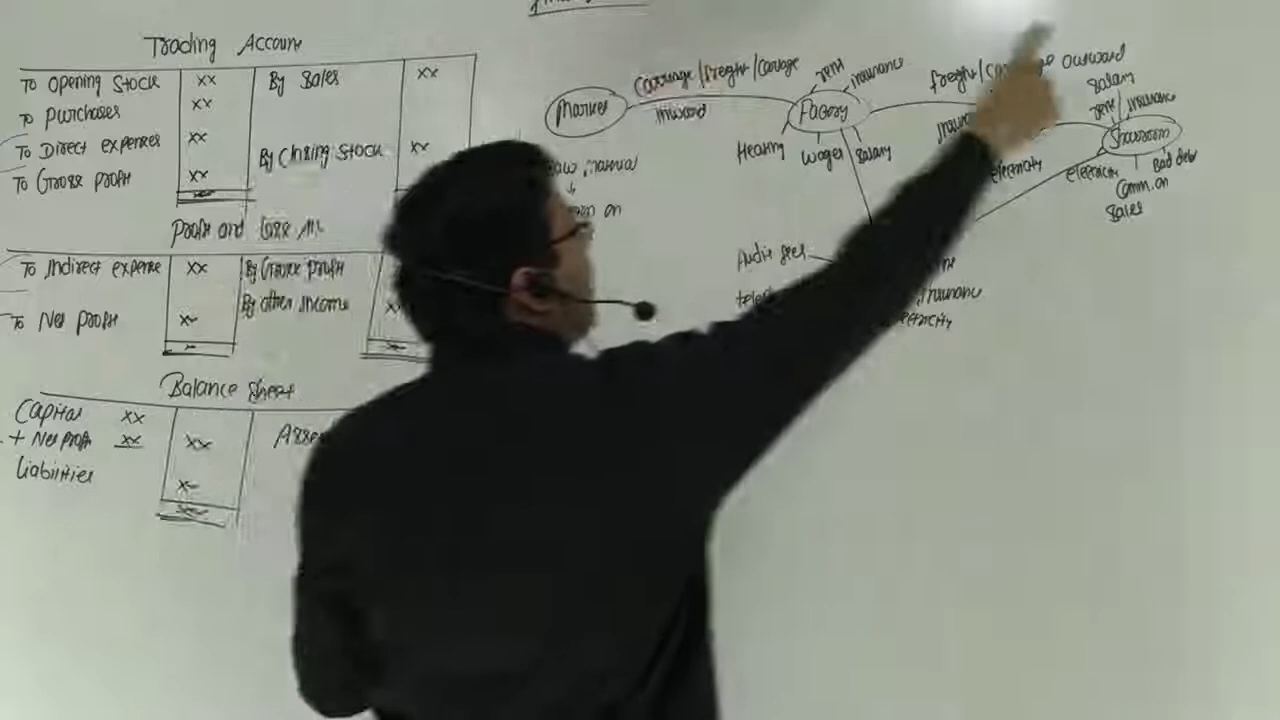 Trading Account
To Opening Stock xx By Sales xx
To purchases xx
To Direct expenses xx By Closing Stock xx
To Gross profit xx
Profit and Loss A/c
To Indirect expense xx By Gross profit
By other Income
To Net profit x
Balance Sheet
Capital xx
+ Net profit xx xx
Liabilities
Market
Carriage/freight/cartage
inward
Factory
rent
insurance
Heating
wages
salary
on
freight/ outward
salary
rent/insurance
Showroom
electricity
electricity
Bad debt
Comm. on
Sales
Audit fees
insurance